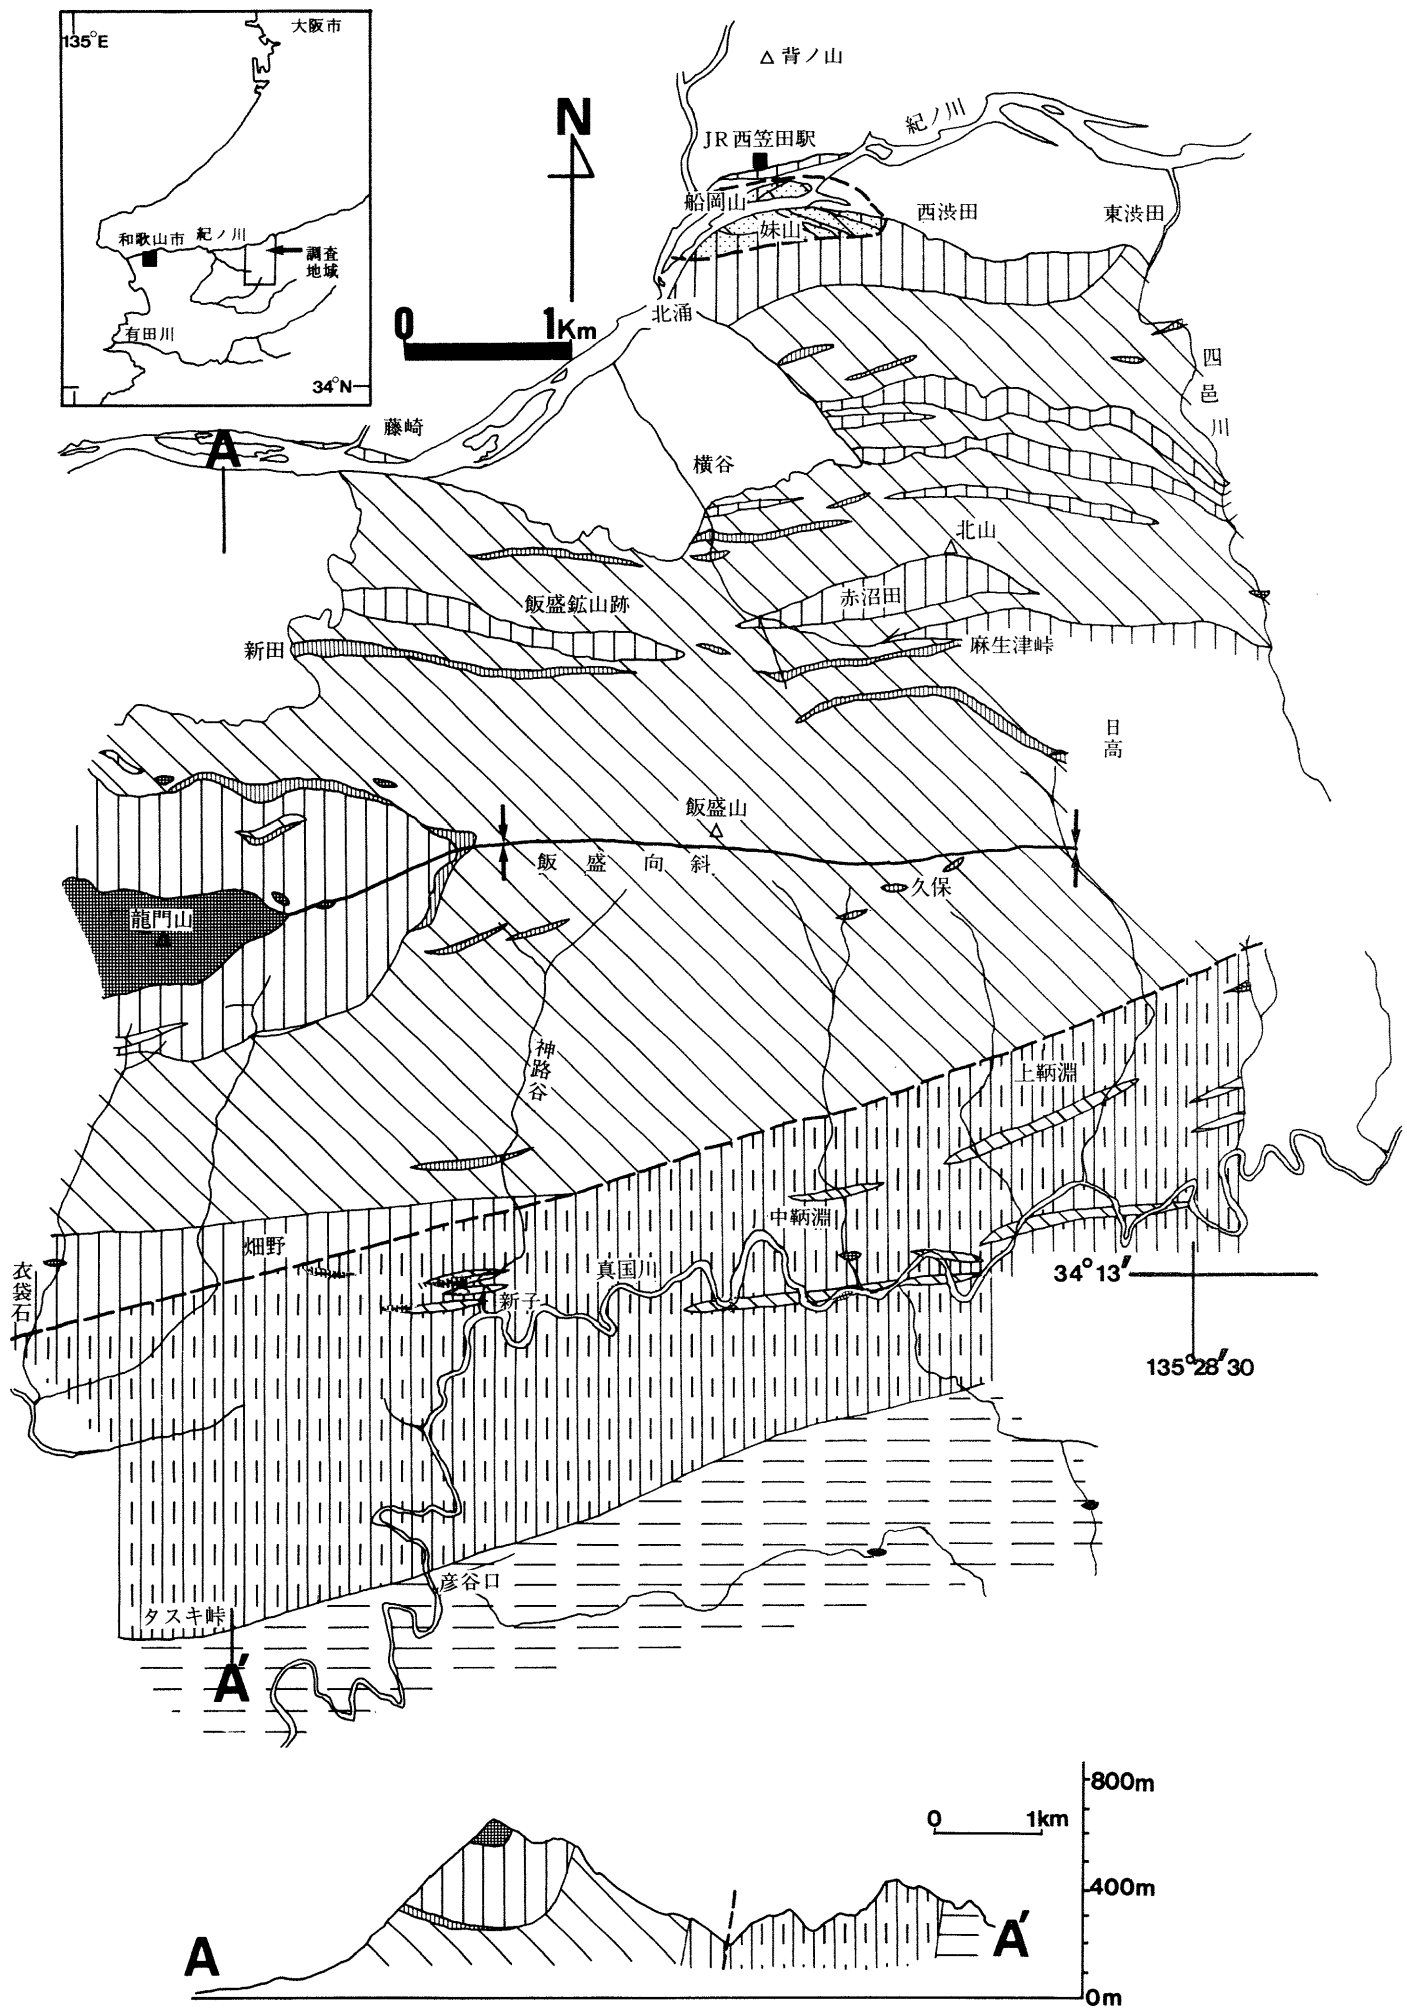 大阪市
135°E
和歌山市
紀ノ川
調査
地域
有田川
34°N
N
0
1Km
背ノ山
JR西笠田駅
紀ノ川
船岡山
妹山
西渋田
東渋田
北涌
四邑川
藤崎
A
横谷
北山
赤沼田
飯盛鉱山跡
新田
麻生津峠
日高
飯盛山
飯盛向斜
久保
龍門山
神路谷
上鞆淵
中鞆淵
畑野
衣袋石
真国川
新子
34°13′
135°28′30
彦谷口
タスキ峠
A′
800m
0
1km
400m
A
A′
0m